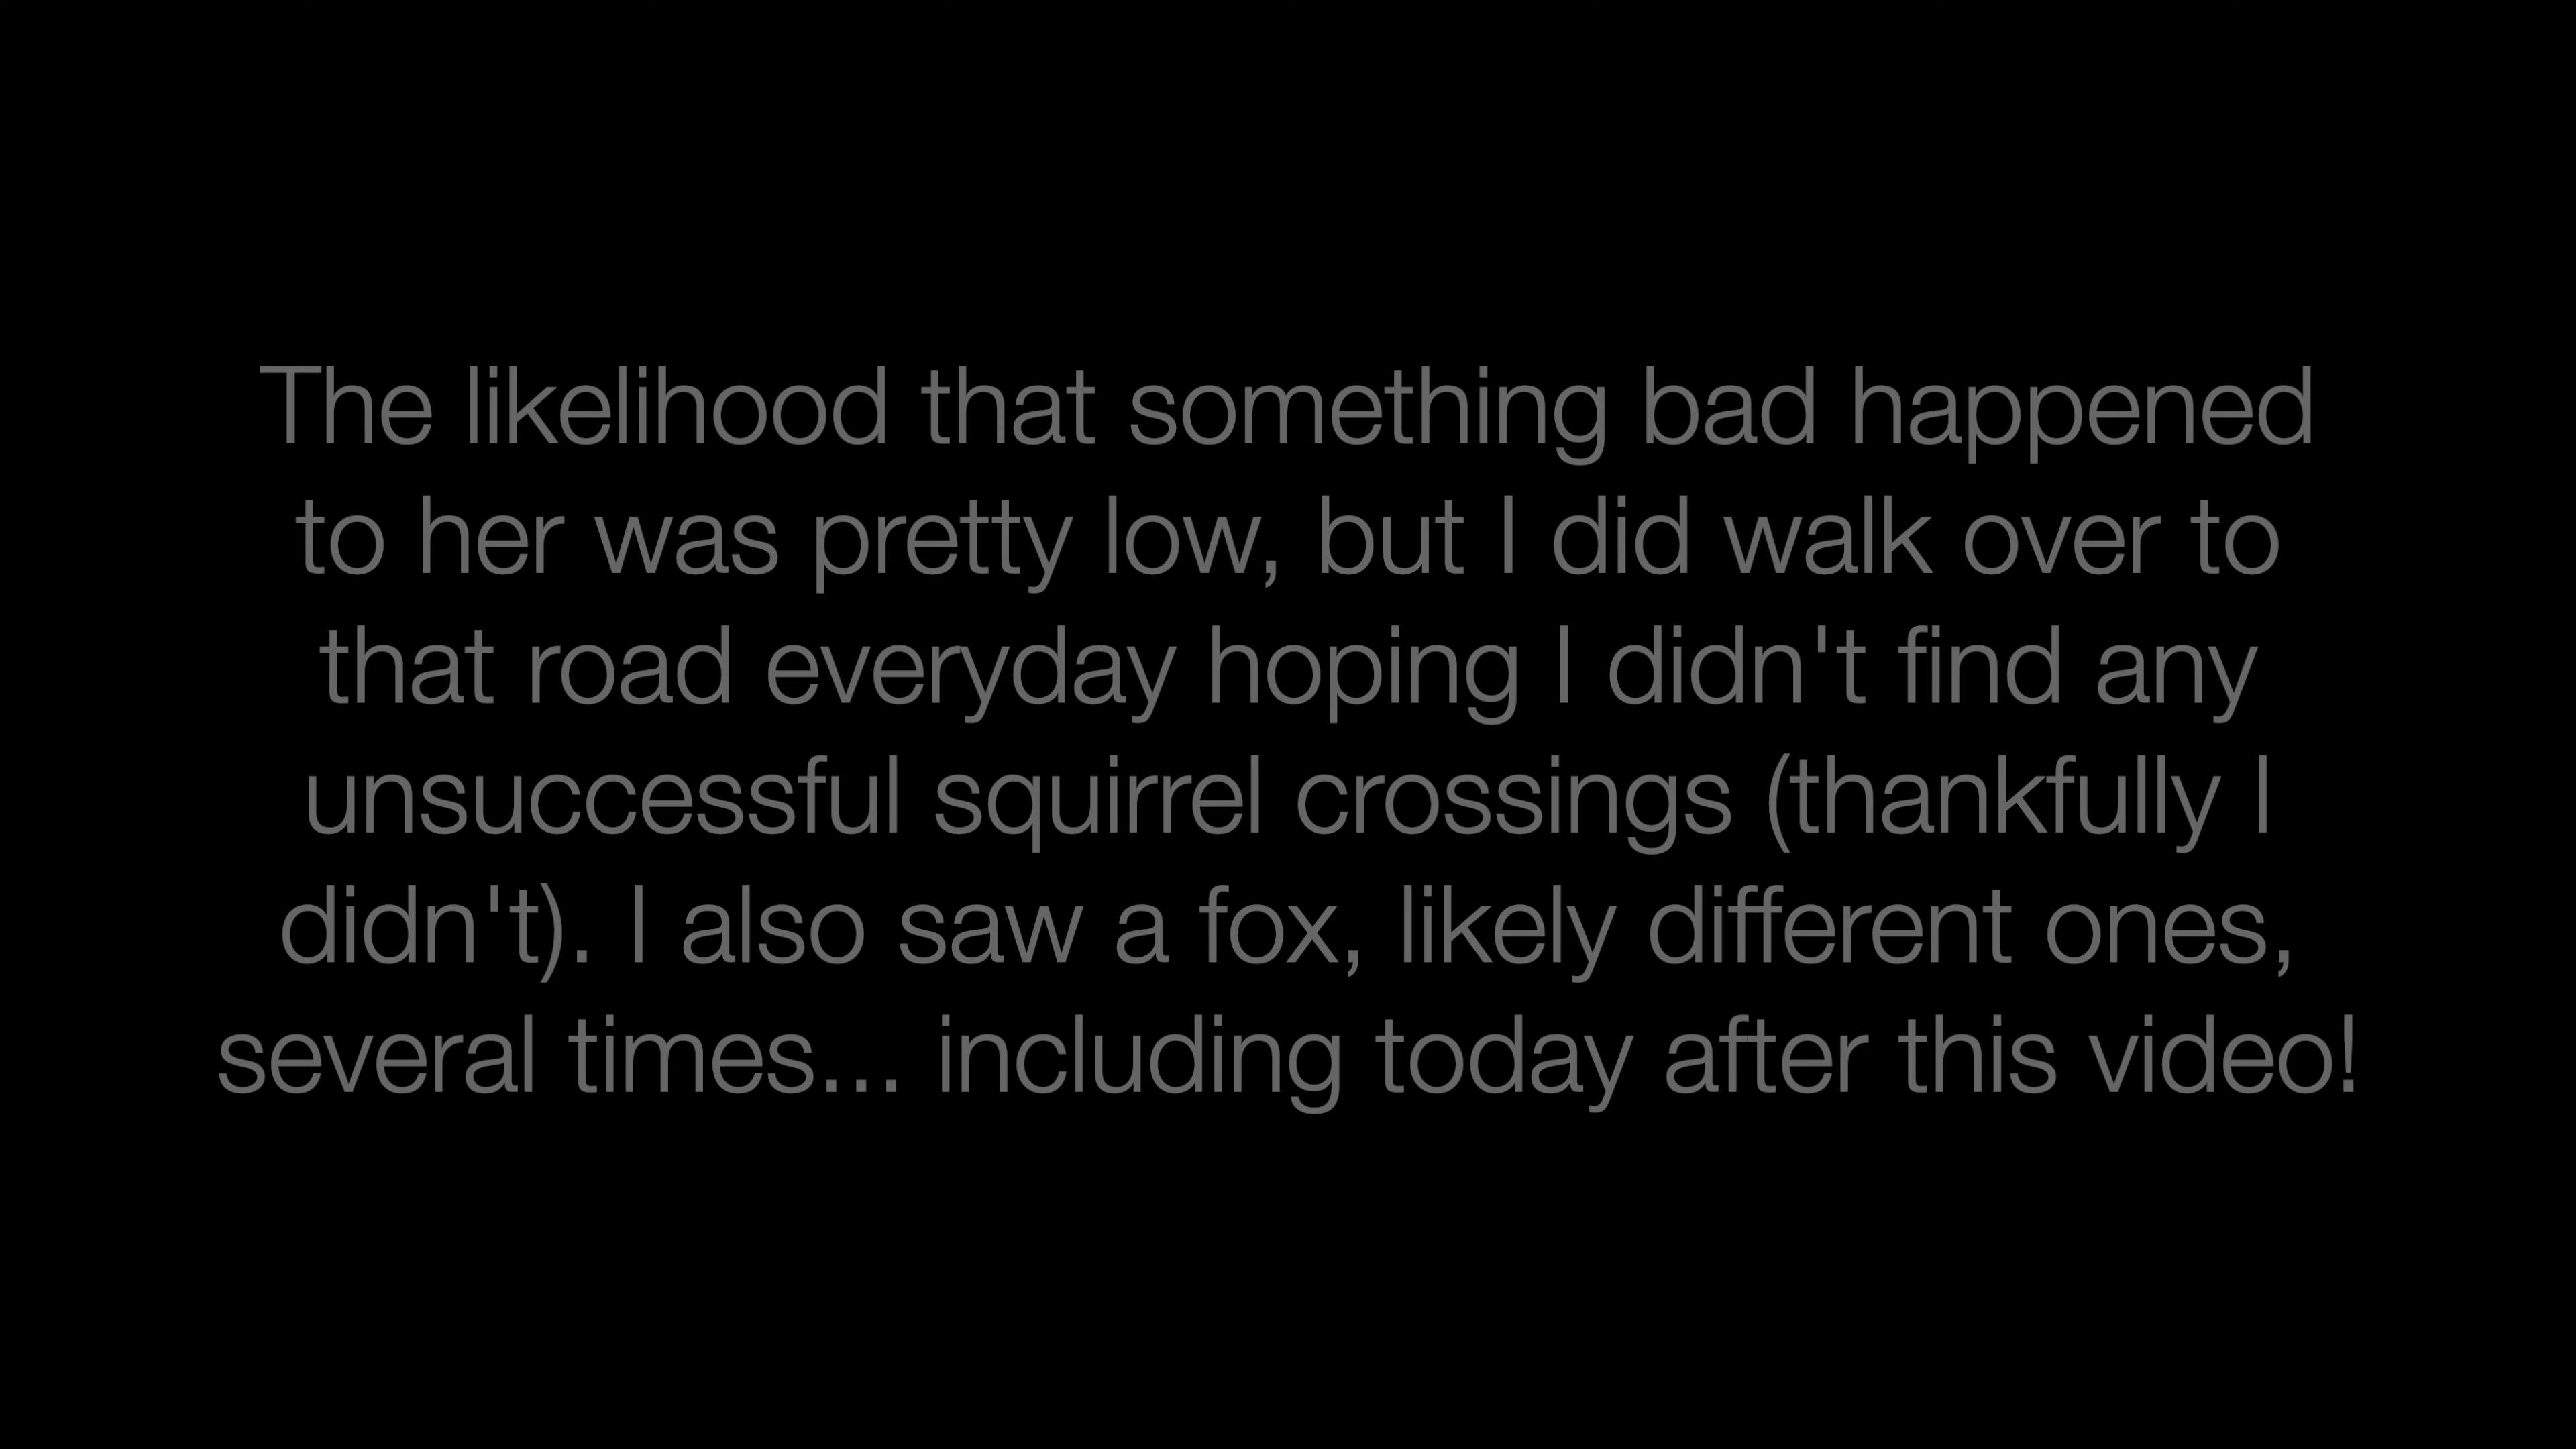 The likelihood that something bad happened
to her was pretty low, but I did walk over to
that road everyday hoping I didn't find any
unsuccessful squirrel crossings (thankfully I
didn't). I also saw a fox, likely different ones,
several times... including today after this video!